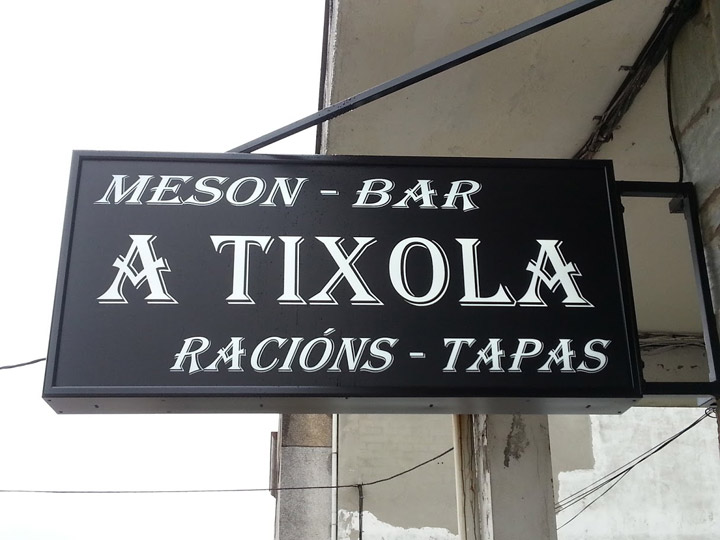 MESON - BAR
A TIXOLA
RACIÓNS - TAPAS